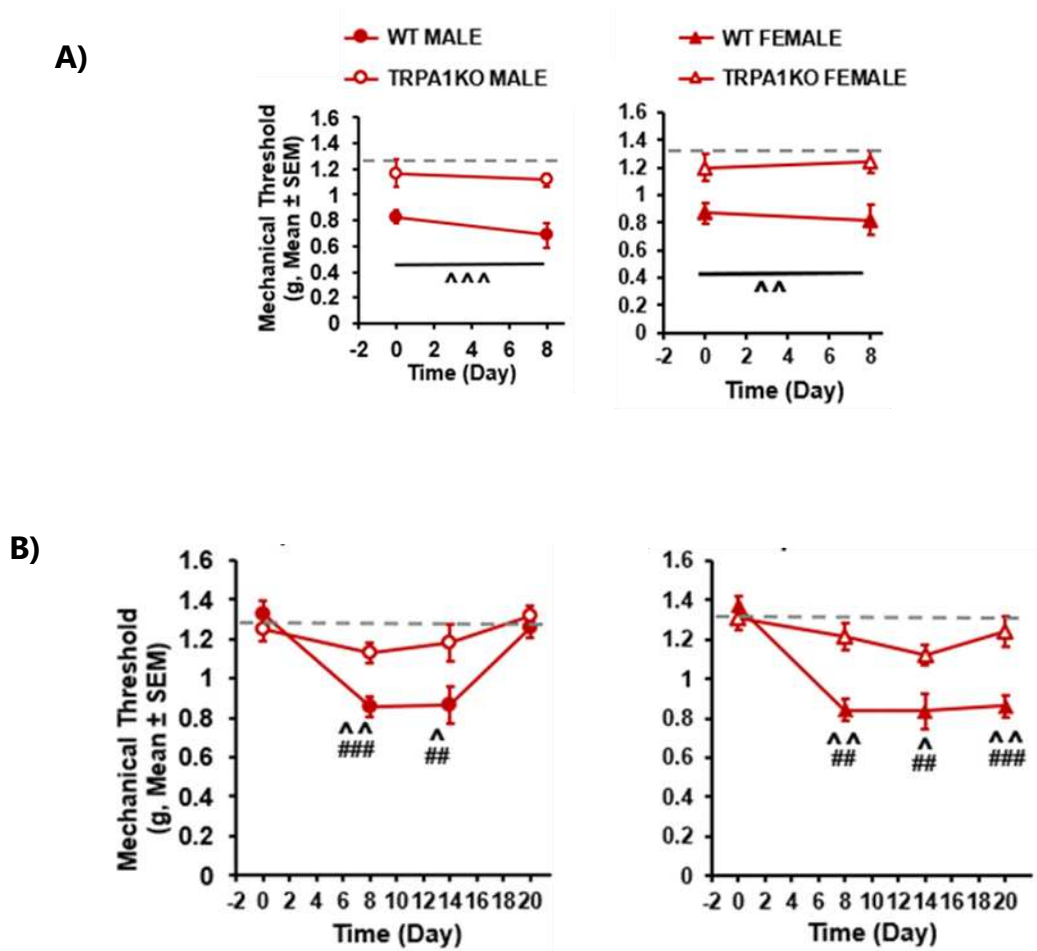 A)
WT MALE
TRPA1KO MALE
WT FEMALE
TRPA1KO FEMALE
Mechanical Threshold
(g, Mean ± SEM)
1.6
1.4
1.2
1
0.8
0.6
0.4
0.2
0
^^^
-2 0 2 4 6 8
Time (Day)
1.6
1.4
1.2
1
0.8
0.6
0.4
0.2
0
^^
-2 0 2 4 6 8
Time (Day)
B)
Mechanical Threshold
(g, Mean ± SEM)
1.6
1.4
1.2
1
0.8
0.6
0.4
0.2
0
^^ ^
### ##
-2 0 2 4 6 8 10 12 14 16 18 20
Time (Day)
1.6
1.4
1.2
1
0.8
0.6
0.4
0.2
0
^^ ^ ^^
## ## ###
-2 0 2 4 6 8 10 12 14 16 18 20
Time (Day)